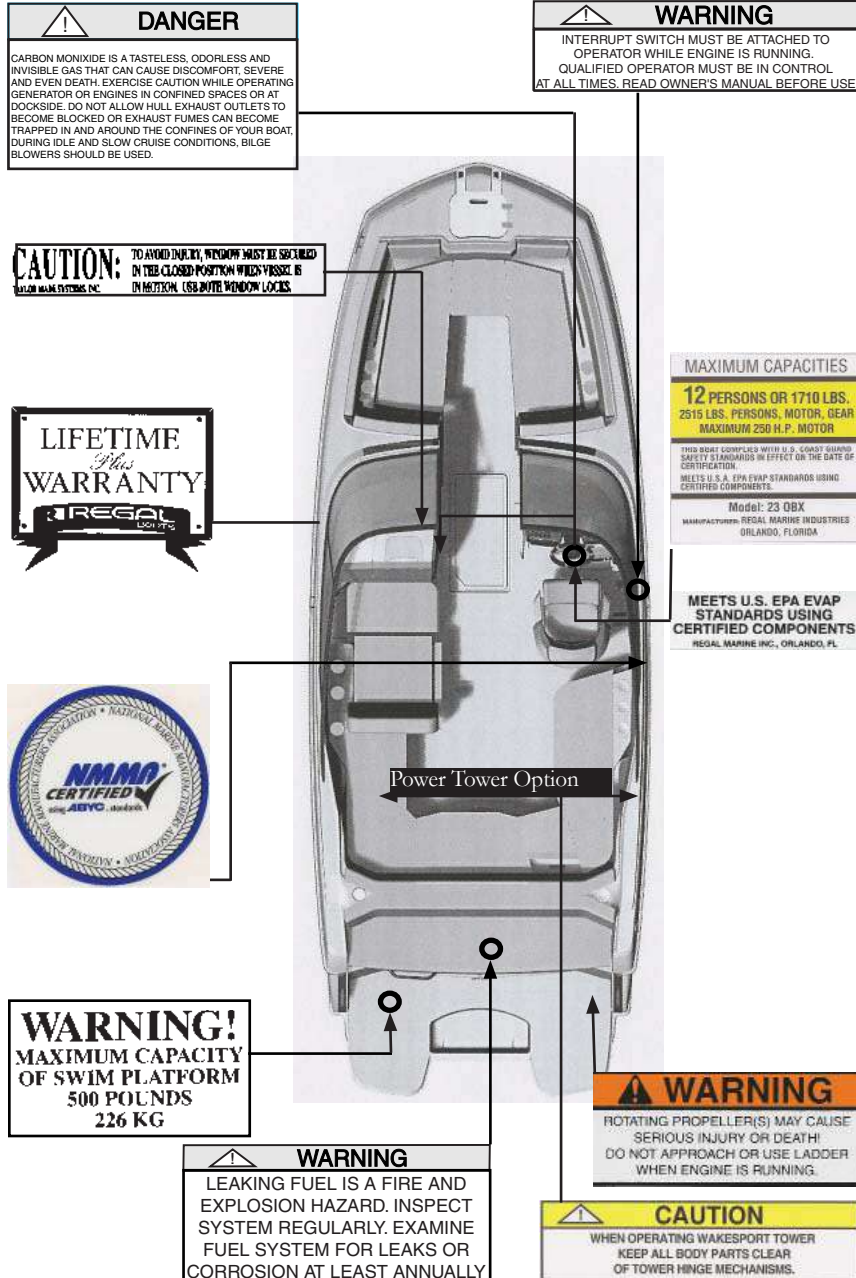 DANGER
CARBON MONIXIDE IS A TASTELESS, ODORLESS AND
INVISIBLE GAS THAT CAN CAUSE DISCOMFORT, SEVERE
AND EVEN DEATH. EXERCISE CAUTION WHILE OPERATING
GENERATOR OR ENGINES IN CONFINED SPACES OR AT
DOCKSIDE. DO NOT ALLOW HULL EXHAUST OUTLETS TO
BECOME BLOCKED OR EXHAUST FUMES CAN BECOME
TRAPPED IN AND AROUND THE CONFINES OF YOUR BOAT,
DURING IDLE AND SLOW CRUISE CONDITIONS, BILGE
BLOWERS SHOULD BE USED.
WARNING
INTERRUPT SWITCH MUST BE ATTACHED TO
OPERATOR WHILE ENGINE IS RUNNING.
QUALIFIED OPERATOR MUST BE IN CONTROL
AT ALL TIMES. READ OWNER'S MANUAL BEFORE USE
CAUTION:
TAYLOR MADE SYSTEMS, INC.
TO AVOID INJURY, WINDOW MUST BE SECURED
IN THE CLOSED POSITION WHEN VESSEL IS
IN MOTION. USE BOTH WINDOW LOCKS.
MAXIMUM CAPACITIES
12 PERSONS OR 1710 LBS.
2515 LBS. PERSONS, MOTOR, GEAR
MAXIMUM 250 H.P. MOTOR
THIS BOAT COMPLIES WITH U.S. COAST GUARD
SAFETY STANDARDS IN EFFECT ON THE DATE OF
CERTIFICATION.
MEETS U.S.A. EPA EVAP STANDARDS USING
CERTIFIED COMPONENTS.
Model: 23 OBX
MANUFACTURER: REGAL MARINE INDUSTRIES
ORLANDO, FLORIDA
LIFETIME
Plus
WARRANTY
REGAL
BOATS
MEETS U.S. EPA EVAP
STANDARDS USING
CERTIFIED COMPONENTS
REGAL MARINE INC., ORLANDO, FL
NATIONAL MARINE MANUFACTURERS ASSOCIATION • NATIONAL MARINE MANUFACTURERS ASSOCIATION •
NMMA®
CERTIFIED
using ABYC standards
Power Tower Option
WARNING!
MAXIMUM CAPACITY
OF SWIM PLATFORM
500 POUNDS
226 KG
WARNING
ROTATING PROPELLER(S) MAY CAUSE
SERIOUS INJURY OR DEATH!
DO NOT APPROACH OR USE LADDER
WHEN ENGINE IS RUNNING.
WARNING
LEAKING FUEL IS A FIRE AND
EXPLOSION HAZARD. INSPECT
SYSTEM REGULARLY. EXAMINE
FUEL SYSTEM FOR LEAKS OR
CORROSION AT LEAST ANNUALLY
CAUTION
WHEN OPERATING WAKESPORT TOWER
KEEP ALL BODY PARTS CLEAR
OF TOWER HINGE MECHANISMS.